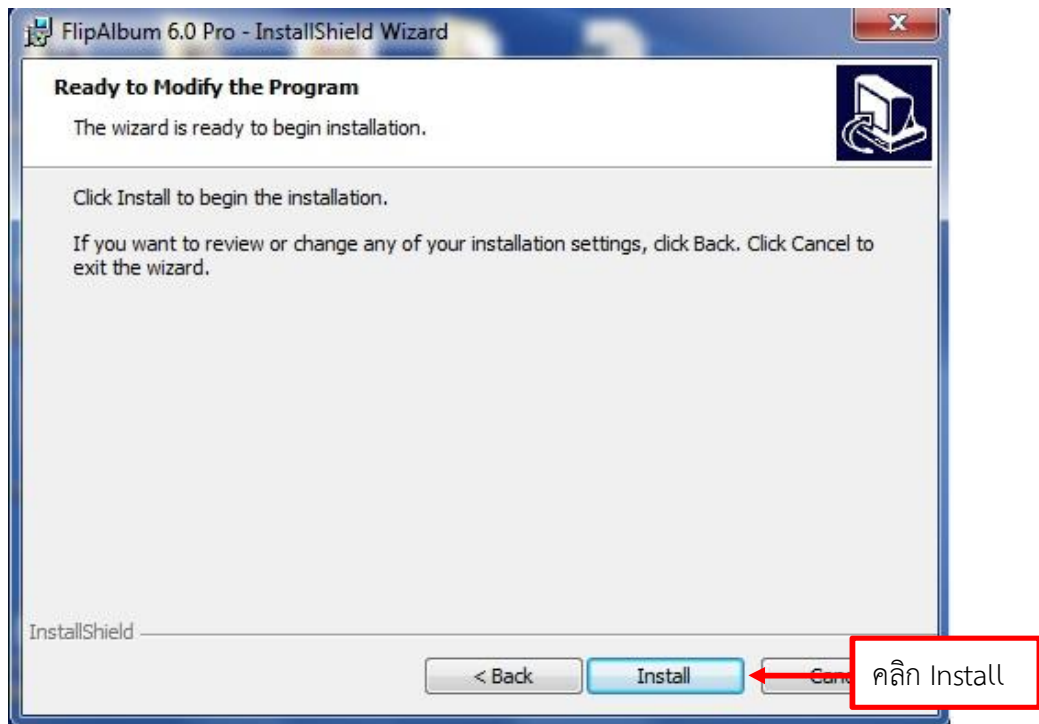 FlipAlbum 6.0 Pro - InstallShield Wizard
Ready to Modify the Program
The wizard is ready to begin installation.
Click Install to begin the installation.
If you want to review or change any of your installation settings, click Back. Click Cancel to
exit the wizard.
InstallShield
< Back
Install
คลิก Install